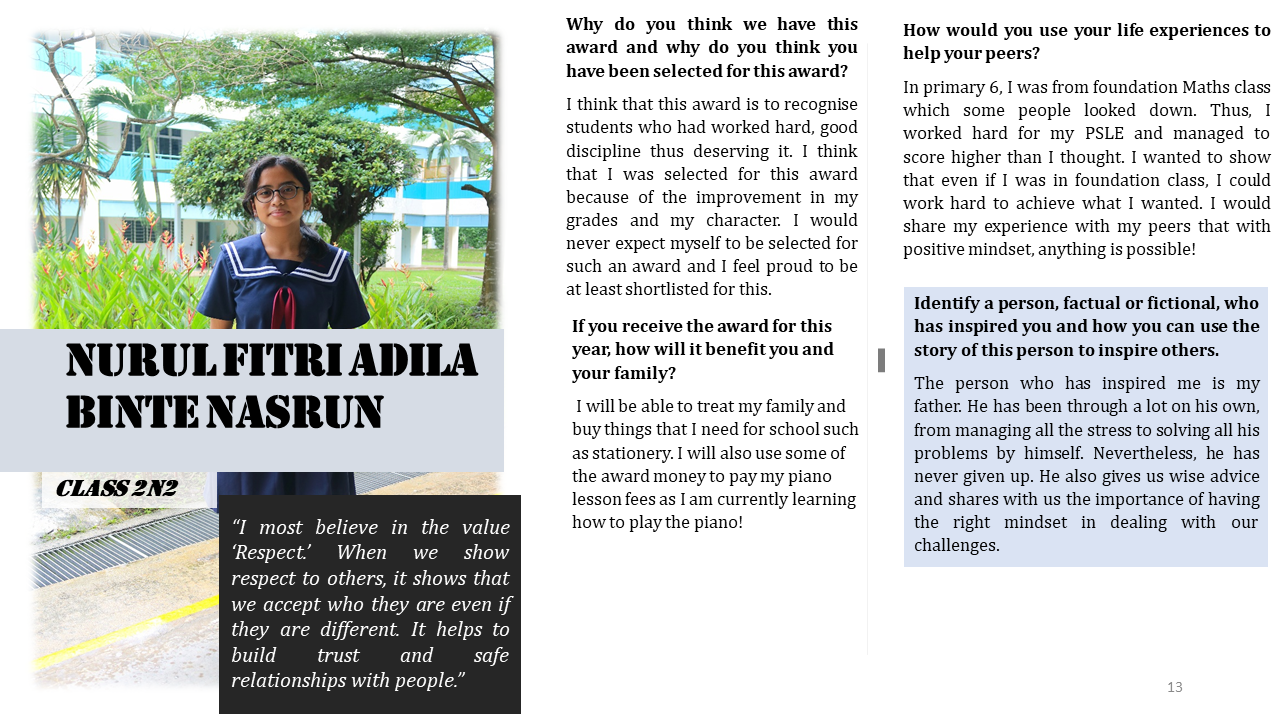 NURUL FITRI ADILA
BINTE NASRUN
CLASS 2N2
“I most believe in the value
‘Respect.’ When we show
respect to others, it shows that
we accept who they are even if
they are different. It helps to
build trust and safe
relationships with people.”
Why do you think we have this
award and why do you think you
have been selected for this award?
I think that this award is to recognise
students who had worked hard, good
discipline thus deserving it. I think
that I was selected for this award
because of the improvement in my
grades and my character. I would
never expect myself to be selected for
such an award and I feel proud to be
at least shortlisted for this.
If you receive the award for this
year, how will it benefit you and
your family?
I will be able to treat my family and
buy things that I need for school such
as stationery. I will also use some of
the award money to pay my piano
lesson fees as I am currently learning
how to play the piano!
How would you use your life experiences to
help your peers?
In primary 6, I was from foundation Maths class
which some people looked down. Thus, I
worked hard for my PSLE and managed to
score higher than I thought. I wanted to show
that even if I was in foundation class, I could
work hard to achieve what I wanted. I would
share my experience with my peers that with
positive mindset, anything is possible!
Identify a person, factual or fictional, who
has inspired you and how you can use the
story of this person to inspire others.
The person who has inspired me is my
father. He has been through a lot on his own,
from managing all the stress to solving all his
problems by himself. Nevertheless, he has
never given up. He also gives us wise advice
and shares with us the importance of having
the right mindset in dealing with our
challenges.
13